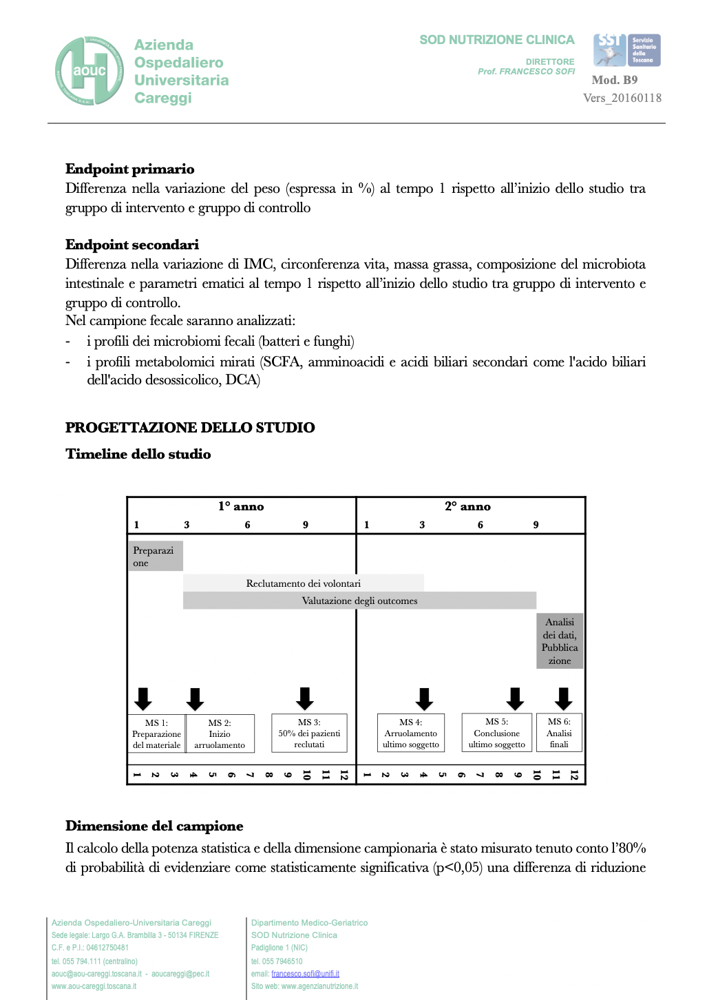 aouc
Azienda
Ospedaliero
Universitaria
Careggi
SOD NUTRIZIONE CLINICA
DIRETTORE
Prof. FRANCESCO SOFI
SST
Servizio
Sanitario
della
Toscana
Mod. B9
Vers_20160118
Endpoint primario
Differenza nella variazione del peso (espressa in %) al tempo 1 rispetto all’inizio dello studio tra
gruppo di intervento e gruppo di controllo
Endpoint secondari
Differenza nella variazione di IMC, circonferenza vita, massa grassa, composizione del microbiota
intestinale e parametri ematici al tempo 1 rispetto all’inizio dello studio tra gruppo di intervento e
gruppo di controllo.
Nel campione fecale saranno analizzati:
- i profili dei microbiomi fecali (batteri e funghi)
- i profili metabolomici mirati (SCFA, amminoacidi e acidi biliari secondari come l'acido biliari
dell'acido desossicolico, DCA)
PROGETTAZIONE DELLO STUDIO
Timeline dello studio
1° anno 2° anno
1 3 6 9 1 3 6 9
Preparazi
one
Reclutamento dei volontari
Valutazione degli outcomes
Analisi
dei dati,
Pubblica
zione
MS 1:
Preparazione
del materiale
MS 2:
Inizio
arruolamento
MS 3:
50% dei pazienti
reclutati
MS 4:
Arruolamento
ultimo soggetto
MS 5:
Conclusione
ultimo soggetto
MS 6:
Analisi
finali
1 2 3 4 5 6 7 8 9 10 11 12 1 2 3 4 5 6 7 8 9 10 11 12
Dimensione del campione
Il calcolo della potenza statistica e della dimensione campionaria è stato misurato tenuto conto l’80%
di probabilità di evidenziare come statisticamente significativa (p<0,05) una differenza di riduzione
Azienda Ospedaliero-Universitaria Careggi
Sede legale: Largo G.A. Brambilla 3 - 50134 FIRENZE
C.F. e P.I.: 04612750481
tel. 055 794.111 (centralino)
aouc@aou-careggi.toscana.it - aoucareggi@pec.it
www.aou-careggi.toscana.it
Dipartimento Medico-Geriatrico
SOD Nutrizione Clinica
Padiglione 1 (NIC)
tel. 055 7946510
email: francesco.sofi@unifi.it
Sito web: www.agenzianutrizione.it